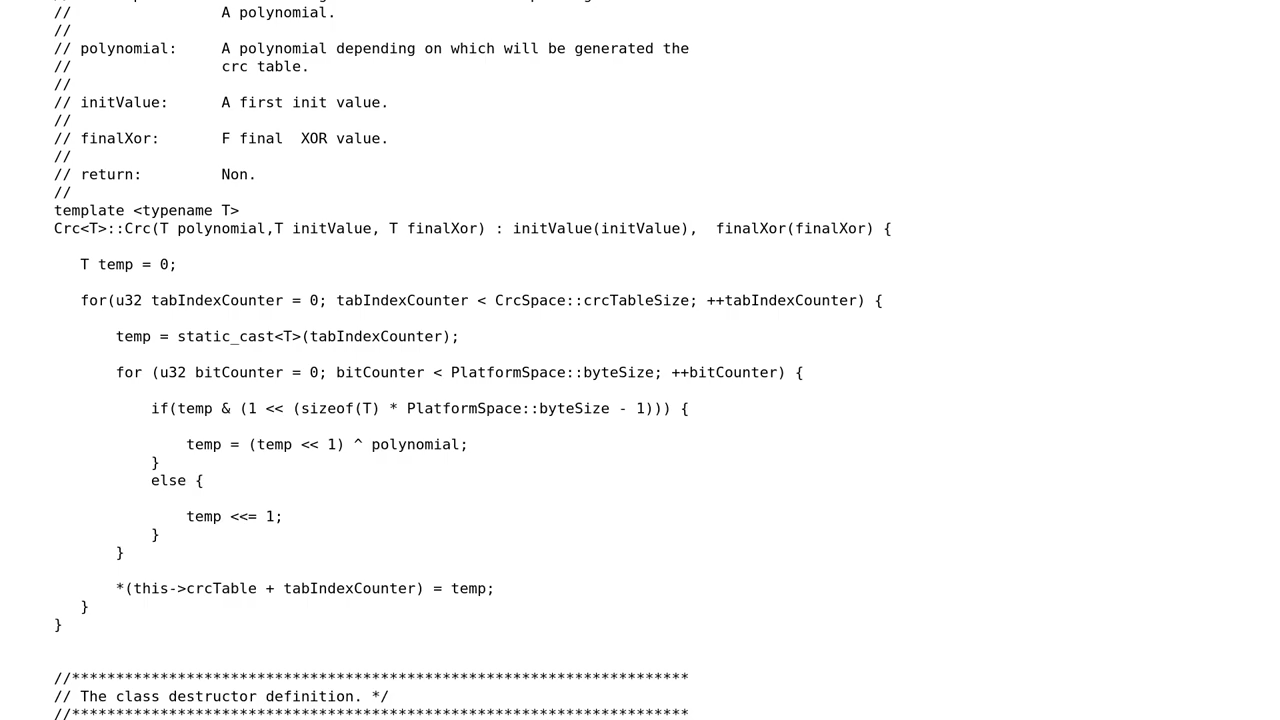 //                 A polynomial.
//
// polynomial:     A polynomial depending on which will be generated the
//                 crc table.
//
// initValue:      A first init value.
//
// finalXor:       F final  XOR value.
//
// return:         Non.
//
template <typename T>
Crc<T>::Crc(T polynomial,T initValue, T finalXor) : initValue(initValue),  finalXor(finalXor) {

   T temp = 0;

   for(u32 tabIndexCounter = 0; tabIndexCounter < CrcSpace::crcTableSize; ++tabIndexCounter) {

       temp = static_cast<T>(tabIndexCounter);

       for (u32 bitCounter = 0; bitCounter < PlatformSpace::byteSize; ++bitCounter) {

           if(temp & (1 << (sizeof(T) * PlatformSpace::byteSize - 1))) {

               temp = (temp << 1) ^ polynomial;
           }
           else {

               temp <<= 1;
           }
       }

       *(this->crcTable + tabIndexCounter) = temp;
   }
}


//**********************************************************************
// The class destructor definition. */
//**********************************************************************